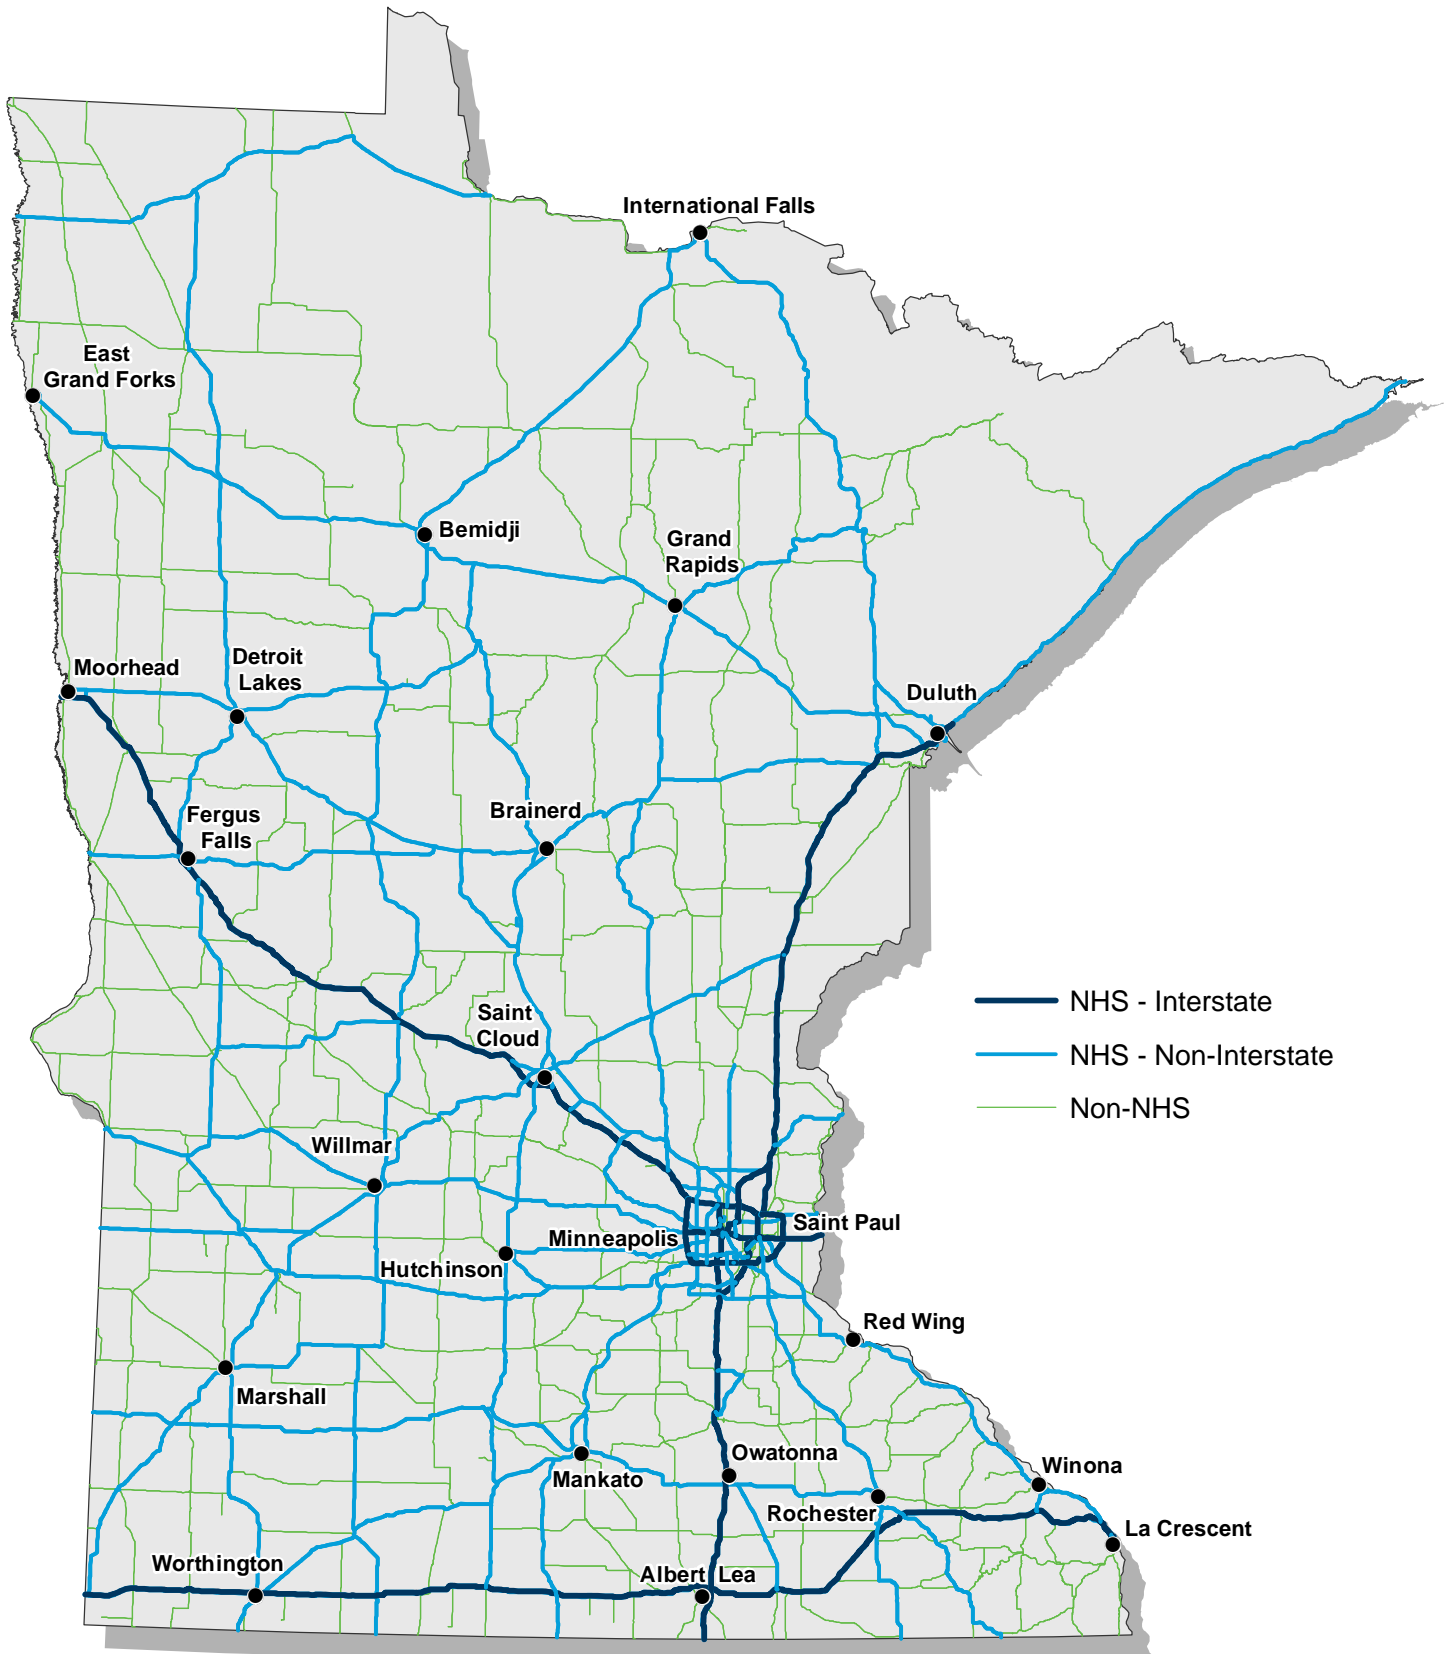 International Falls
East
Grand Forks
Bemidji
Grand
Rapids
Moorhead
Detroit
Lakes
Duluth
Fergus
Falls
Brainerd
Saint
Cloud
NHS - Interstate
NHS - Non-Interstate
Non-NHS
Willmar
Minneapolis
Saint Paul
Hutchinson
Red Wing
Marshall
Owatonna
Mankato
Winona
Rochester
La Crescent
Worthington
Albert Lea